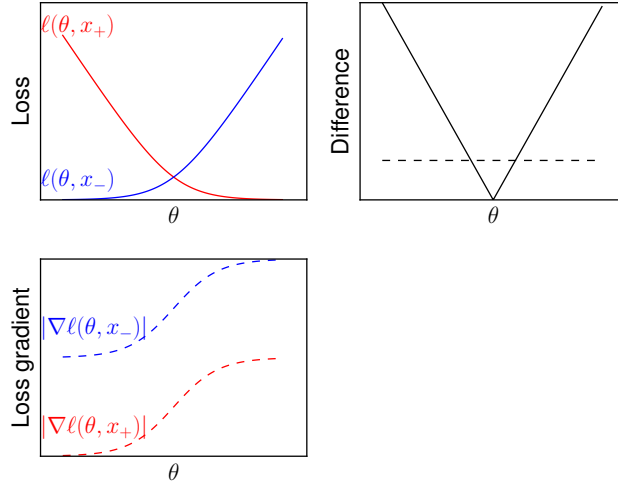 ℓ(θ, x₊)
ℓ(θ, x₋)
Loss
θ
Difference
θ
|∇ℓ(θ, x₋)|
|∇ℓ(θ, x₊)|
Loss gradient
θ